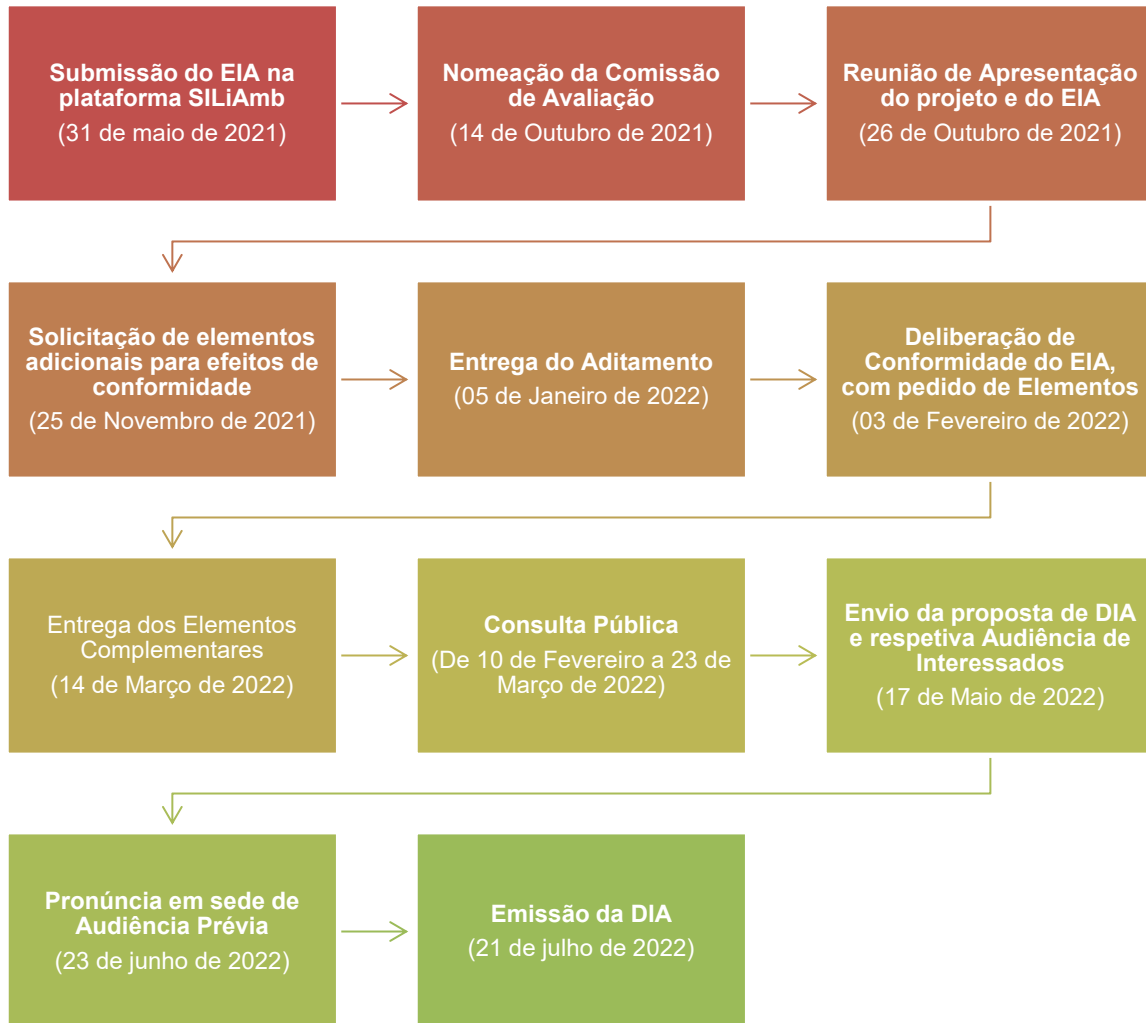 Submissão do EIA na
plataforma SILiAmb
(31 de maio de 2021)
Nomeação da Comissão
de Avaliação
(14 de Outubro de 2021)
Reunião de Apresentação
do projeto e do EIA
(26 de Outubro de 2021)
Solicitação de elementos
adicionais para efeitos de
conformidade
(25 de Novembro de 2021)
Entrega do Aditamento
(05 de Janeiro de 2022)
Deliberação de
Conformidade do EIA,
com pedido de Elementos
(03 de Fevereiro de 2022)
Entrega dos Elementos
Complementares
(14 de Março de 2022)
Consulta Pública
(De 10 de Fevereiro a 23 de
Março de 2022)
Envio da proposta de DIA
e respetiva Audiência de
Interessados
(17 de Maio de 2022)
Pronúncia em sede de
Audiência Prévia
(23 de junho de 2022)
Emissão da DIA
(21 de julho de 2022)